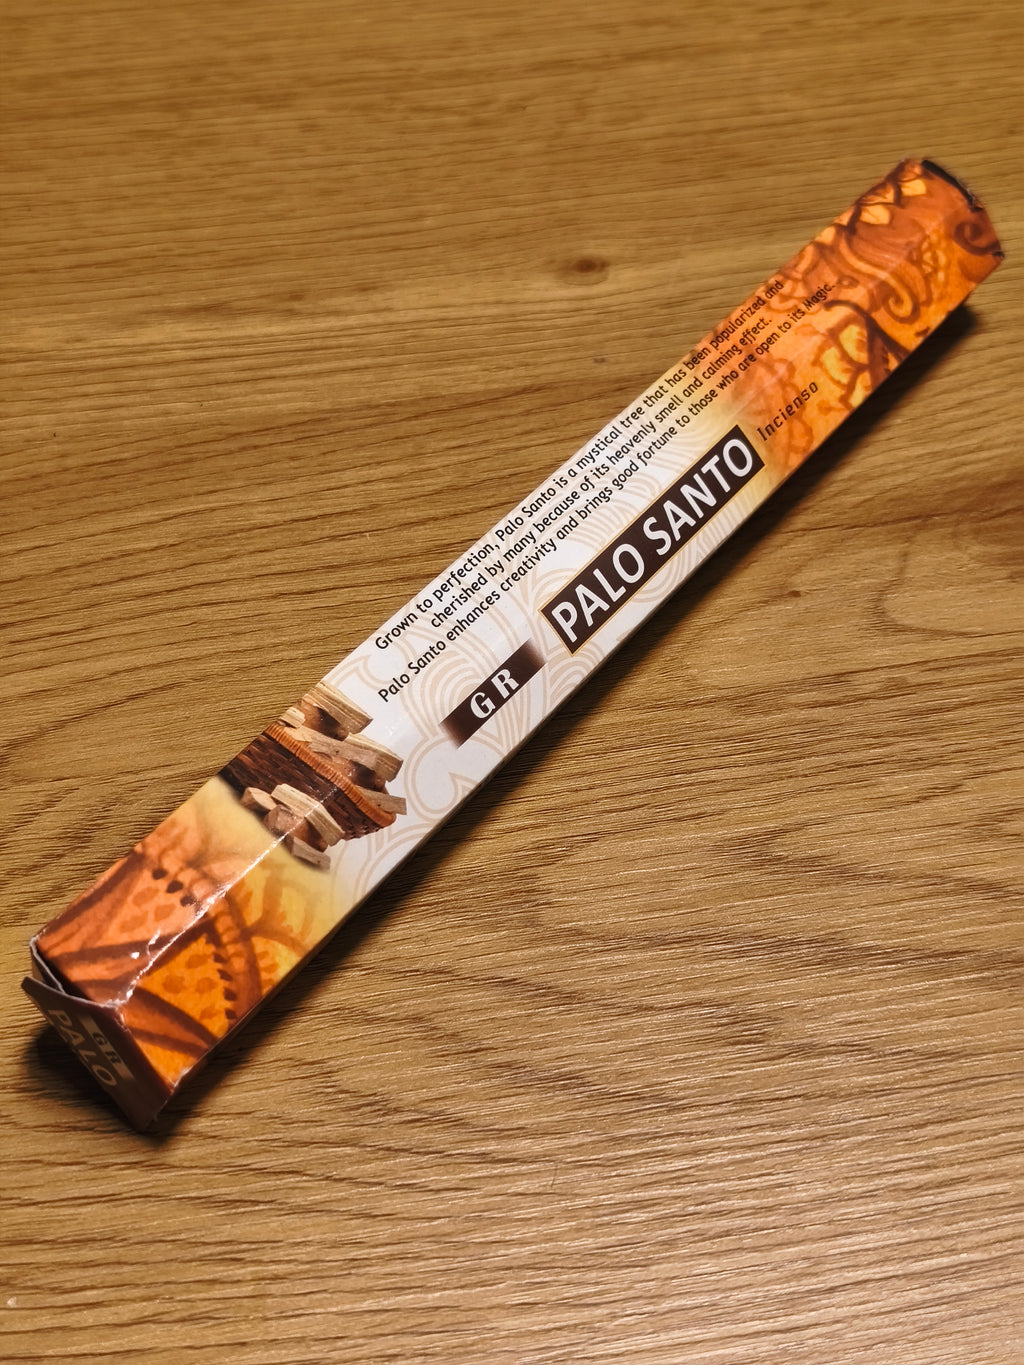 Grown to perfection, Palo Santo is a mystical tree that has been popularized and
cherished by many because of its heavenly smell and calming effect.
Palo Santo enhances creativity and brings good fortune to those who are open to its Magic.
GR
PALO SANTO
Incienso
GR
PALO